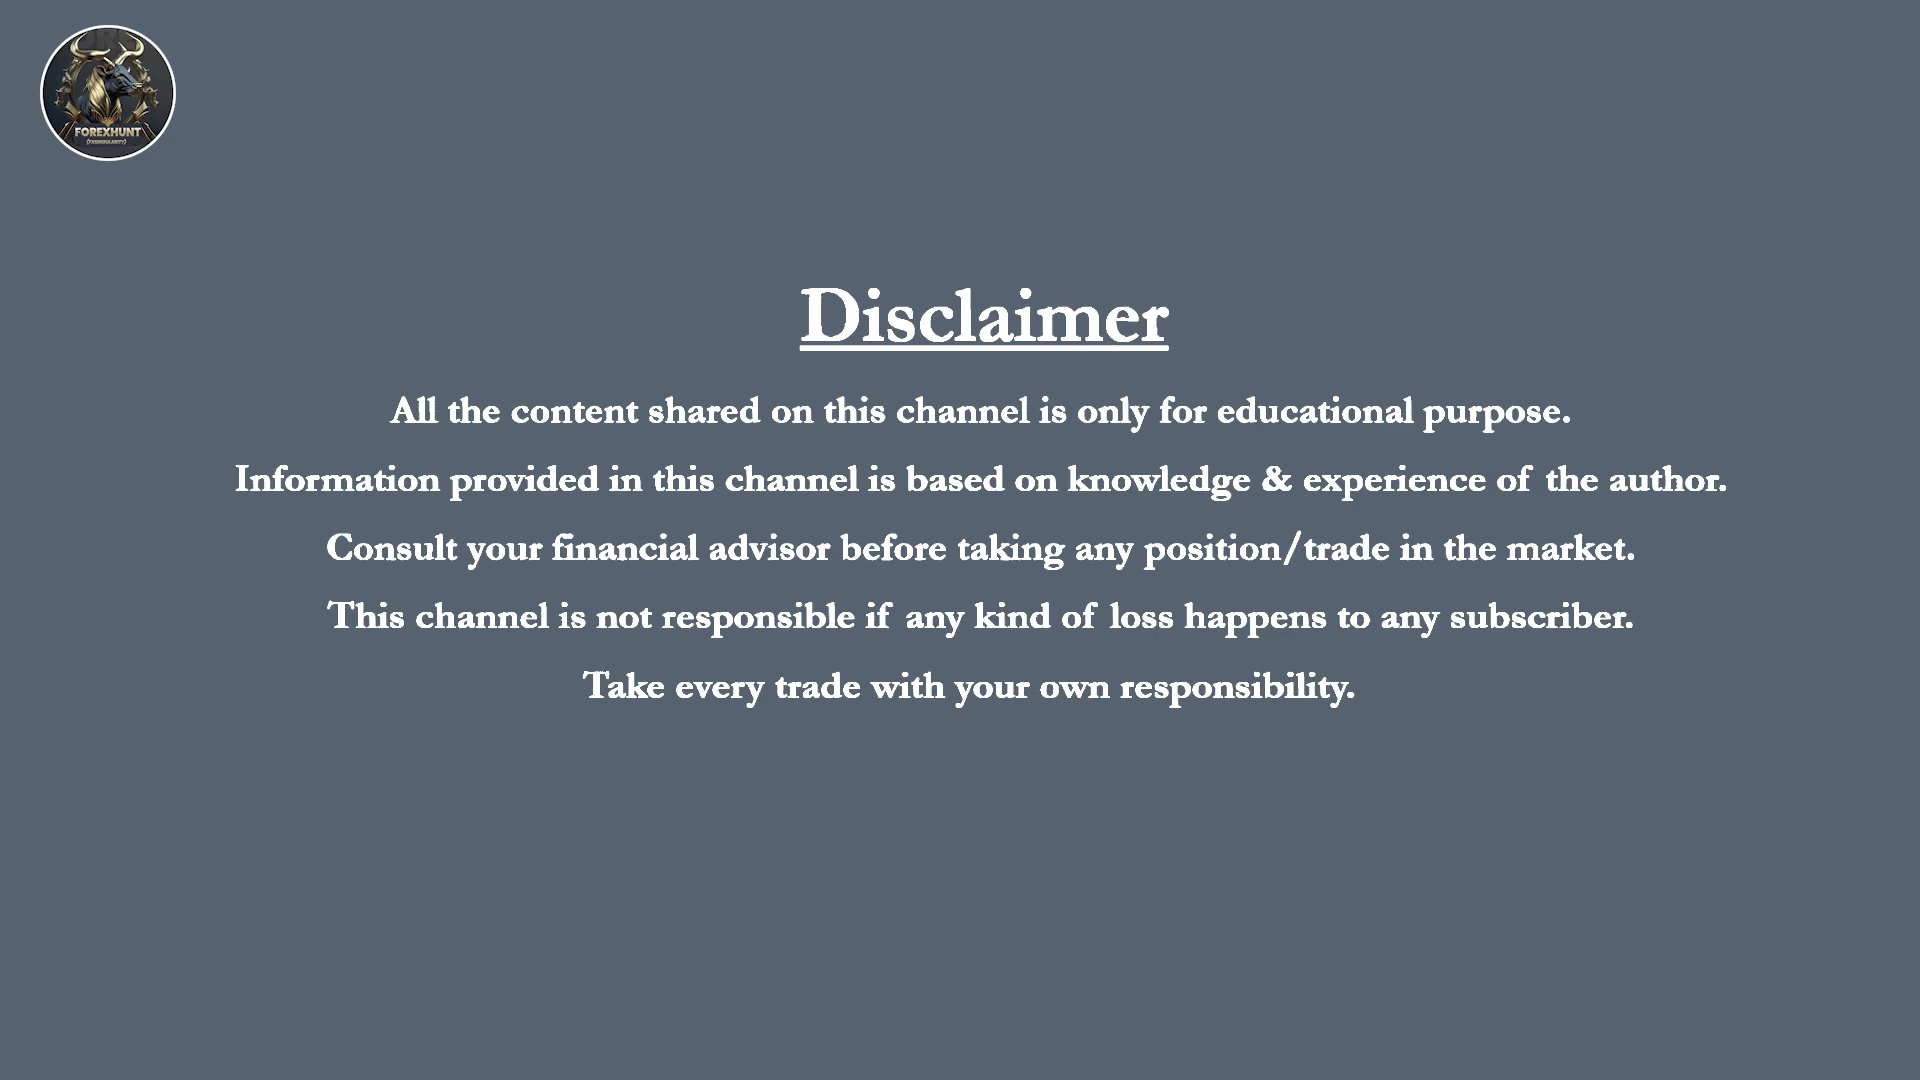 FOREXHUNT
(FXSINGULARITY)
Disclaimer
All the content shared on this channel is only for educational purpose.
Information provided in this channel is based on knowledge & experience of the author.
Consult your financial advisor before taking any position/trade in the market.
This channel is not responsible if any kind of loss happens to any subscriber.
Take every trade with your own responsibility.